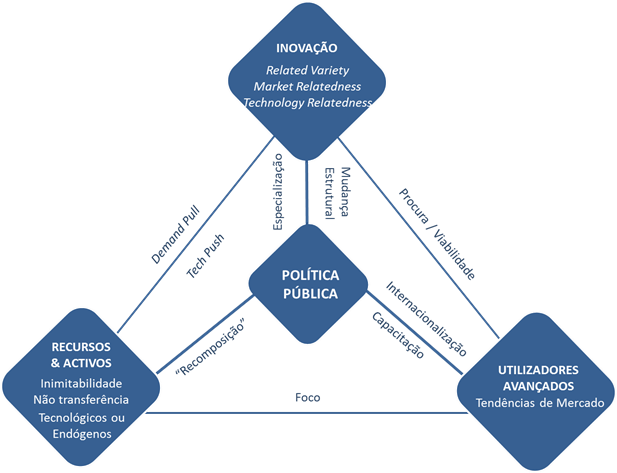 INOVAÇÃO
Related Variety
Market Relatedness
Technology Relatedness
Demand Pull
Tech Push
Especialização
Mudança
Estrutural
Procura / Viabilidade
POLÍTICA
PÚBLICA
"Recomposição"
Internacionalização
Capacitação
RECURSOS
& ACTIVOS
Inimitabilidade
Não transferência
Tecnológicos ou
Endógenos
Foco
UTILIZADORES
AVANÇADOS
Tendências de Mercado